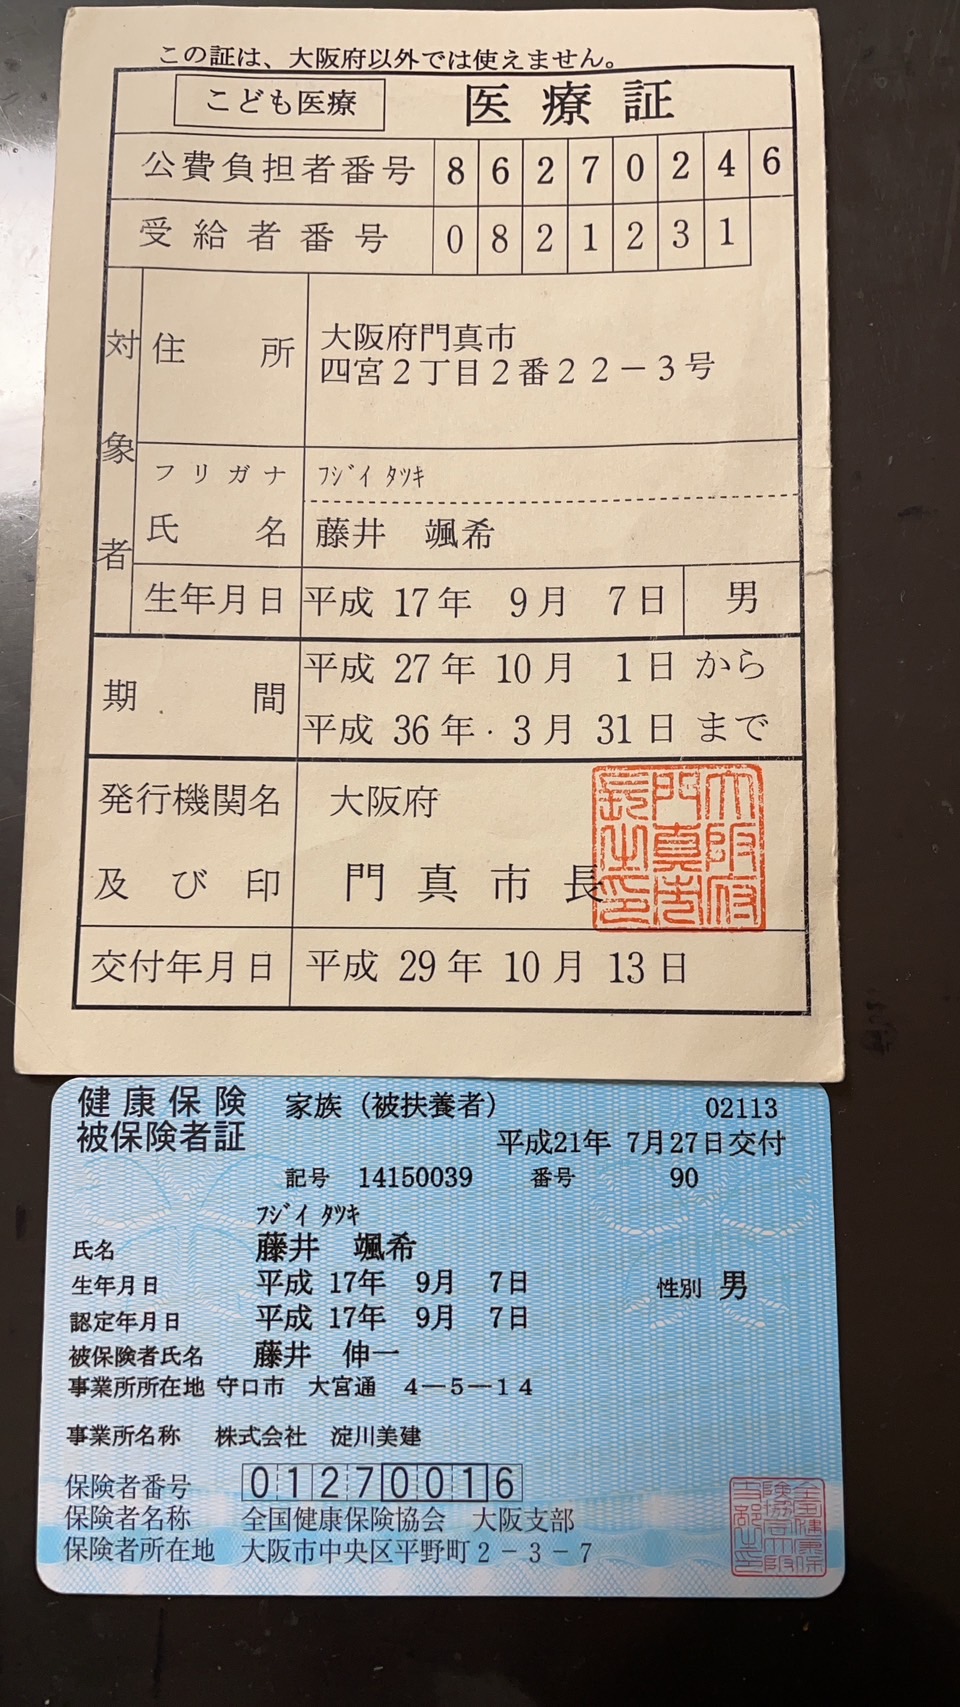 この証は、大阪府以外では使えません。
こども医療 医療証
公費負担者番号 8 6 2 7 0 2 4 6
受給者番号 0 8 2 1 2 3 1
対象者
住所 大阪府門真市
四宮2丁目2番22-3号
フリガナ フジイ タツキ
氏名 藤井 颯希
生年月日 平成 17年 9月 7日 男
期間 平成 27年 10月 1日 から
平成 36年 3月 31日 まで
発行機関名 大阪府
及び印 門真市長
大阪府門真市長之印
交付年月日 平成 29年 10月 13日
健康保険 家族(被扶養者) 02113
被保険者証 平成21年 7月27日交付
記号 14150039 番号 90
フジイ タツキ
氏名 藤井 颯希
生年月日 平成 17年 9月 7日 性別 男
認定年月日 平成 17年 9月 7日
被保険者氏名 藤井 伸一
事業所所在地 守口市 大宮通 4-5-14
事業所名称 株式会社 淀川美建
保険者番号 01270016
保険者名称 全国健康保険協会 大阪支部
保険者所在地 大阪市中央区平野町2-3-7